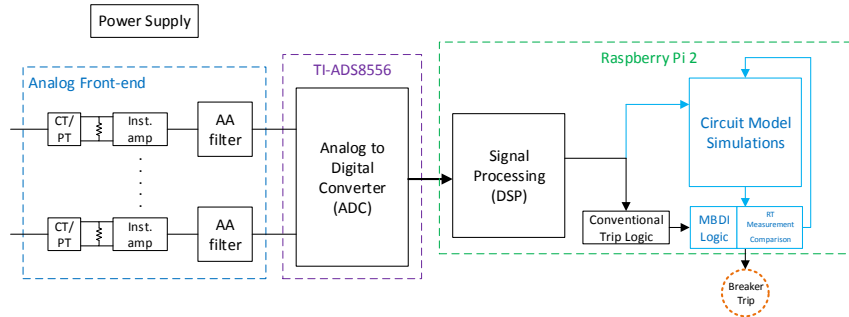 Power Supply
Analog Front-end
CT/
PT
Inst.
amp
AA
filter
CT/
PT
Inst.
amp
AA
filter
TI-ADS8556
Analog to
Digital
Converter
(ADC)
Raspberry Pi 2
Signal
Processing
(DSP)
Circuit Model
Simulations
Conventional
Trip Logic
MBDI
Logic
RT
Measurement
Comparison
Breaker
Trip